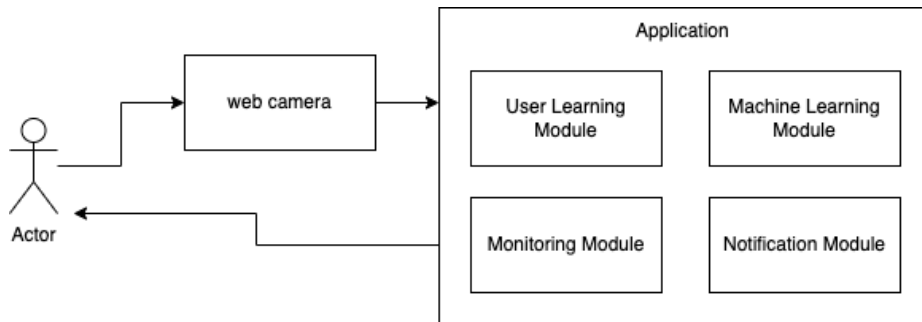 Application
web camera
User Learning
Module
Machine Learning
Module
Actor
Monitoring Module
Notification Module